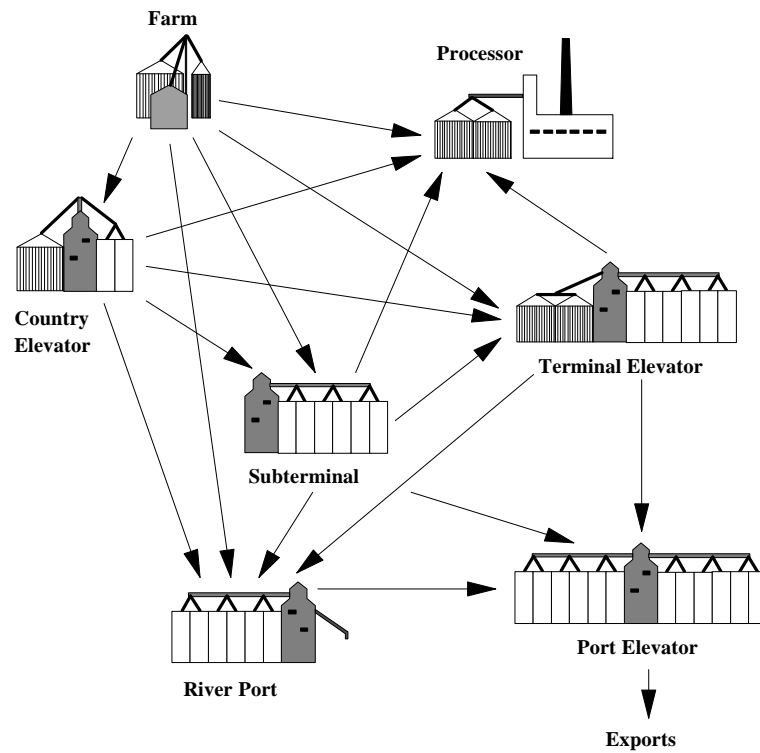 Farm
Processor
Country
Elevator
Terminal Elevator
Subterminal
Port Elevator
River Port
Exports